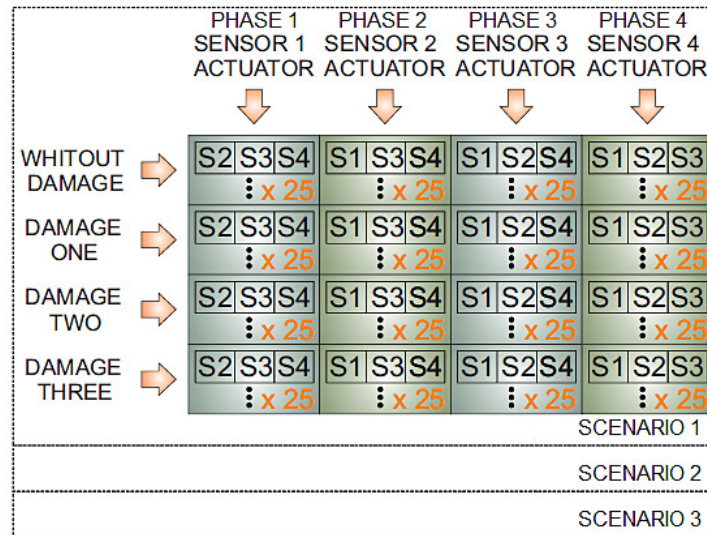 PHASE 1 PHASE 2 PHASE 3 PHASE 4
SENSOR 1 SENSOR 2 SENSOR 3 SENSOR 4
ACTUATOR ACTUATOR ACTUATOR ACTUATOR
WHITOUT
DAMAGE
S2 S3 S4 S1 S3 S4 S1 S2 S4 S1 S2 S3
x 25 x 25 x 25 x 25
DAMAGE
ONE
S2 S3 S4 S1 S3 S4 S1 S2 S4 S1 S2 S3
x 25 x 25 x 25 x 25
DAMAGE
TWO
S2 S3 S4 S1 S3 S4 S1 S2 S4 S1 S2 S3
x 25 x 25 x 25 x 25
DAMAGE
THREE
S2 S3 S4 S1 S3 S4 S1 S2 S4 S1 S2 S3
x 25 x 25 x 25 x 25
SCENARIO 1
SCENARIO 2
SCENARIO 3